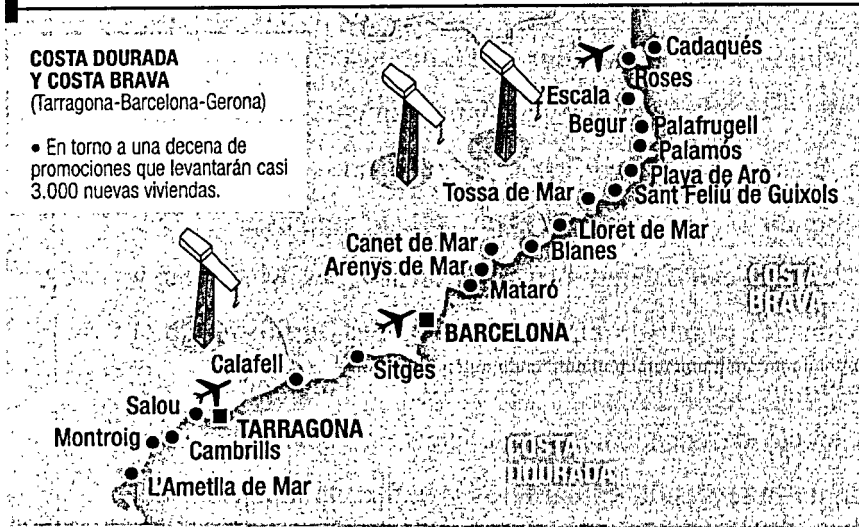 COSTA DOURADA
Y COSTA BRAVA
(Tarragona-Barcelona-Gerona)
• En torno a una decena de
promociones que levantarán casi
3.000 nuevas viviendas.
Cadaqués
Roses
L'Escala
Begur
Palafrugell
Palamós
Playa de Aro
Sant Feliú de Guixols
Tossa de Mar
Lloret de Mar
Blanes
Canet de Mar
Arenys de Mar
Mataró
COSTA
BRAVA
BARCELONA
Sitges
Calafell
Salou
TARRAGONA
Montroig
Cambrills
L'Ametlla de Mar
COSTA
DOURADA